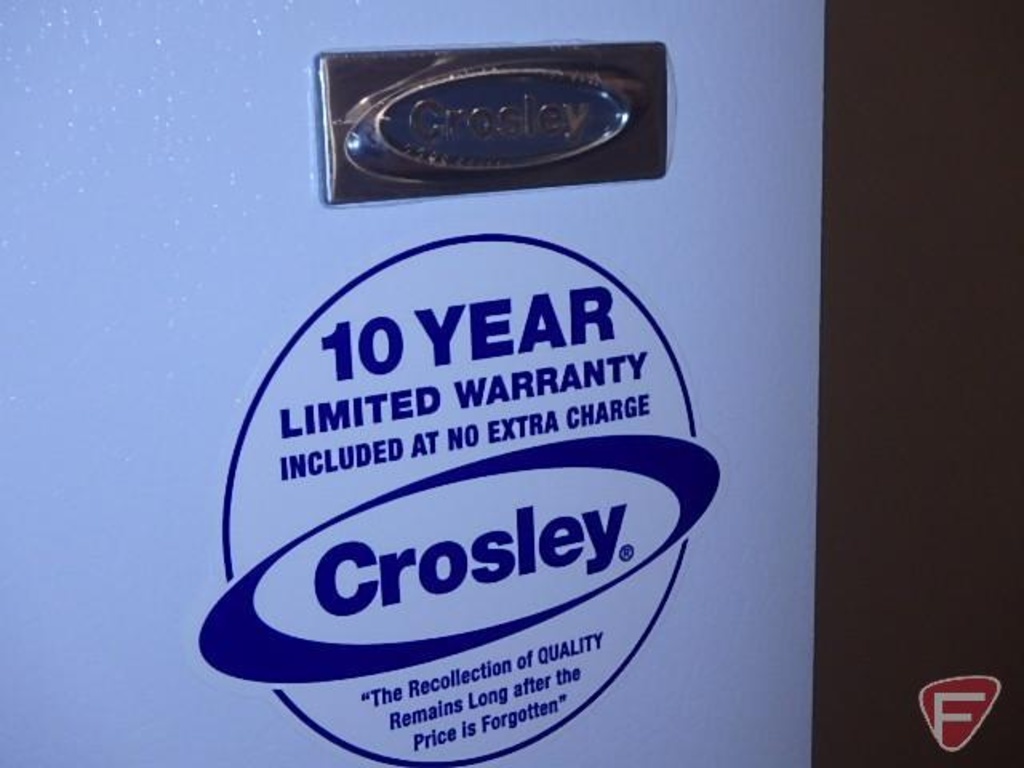 Crosley
10 YEAR
LIMITED WARRANTY
INCLUDED AT NO EXTRA CHARGE
Crosley®
“The Recollection of QUALITY
Remains Long after the
Price is Forgotten”
F